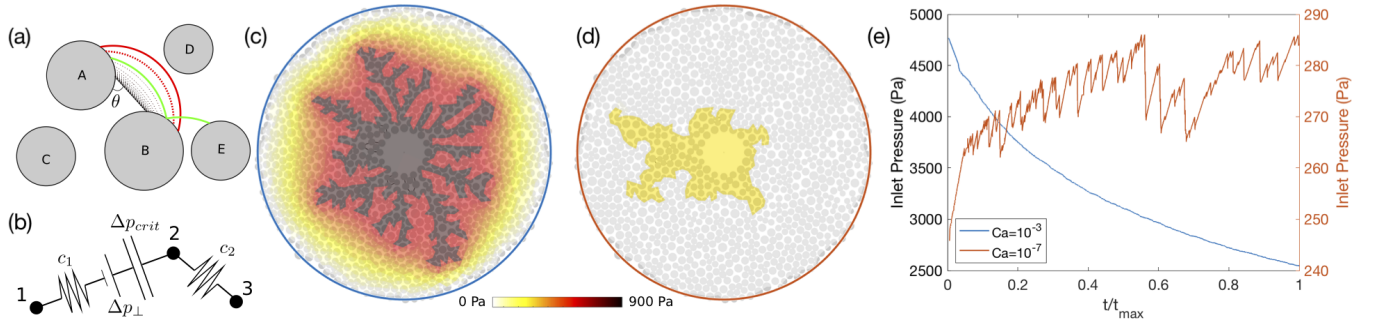 (a)
A
D
θ
B
C
E
(b)
Δp_crit
2
c_1
c_2
1
Δp_⊥
3
(c)
0 Pa
900 Pa
(d)
(e)
Inlet Pressure (Pa)
5000
4500
4000
3500
3000
2500
Ca=10^-3
Ca=10^-7
0
0.2
0.4
0.6
0.8
1
t/t_max
290
280
270
260
250
240
Inlet Pressure (Pa)